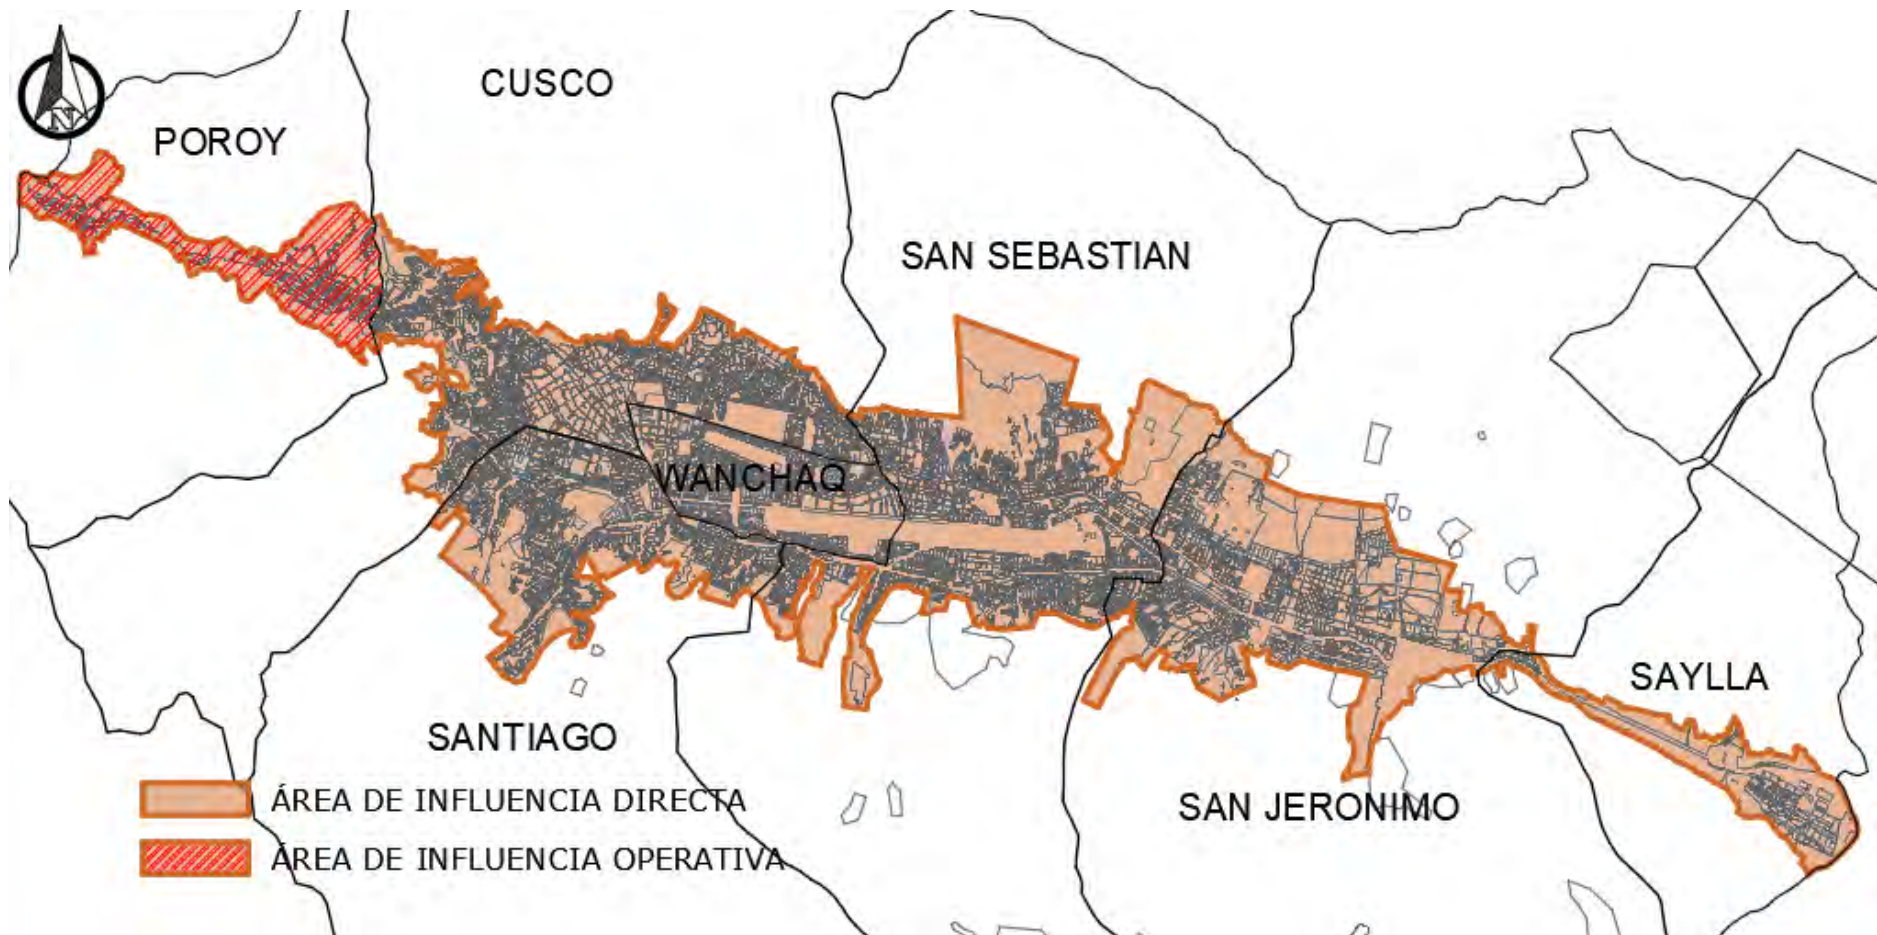 N
CUSCO
POROY
SAN SEBASTIAN
WANCHAQ
SAYLLA
SANTIAGO
SAN JERONIMO
ÁREA DE INFLUENCIA DIRECTA
ÁREA DE INFLUENCIA OPERATIVA